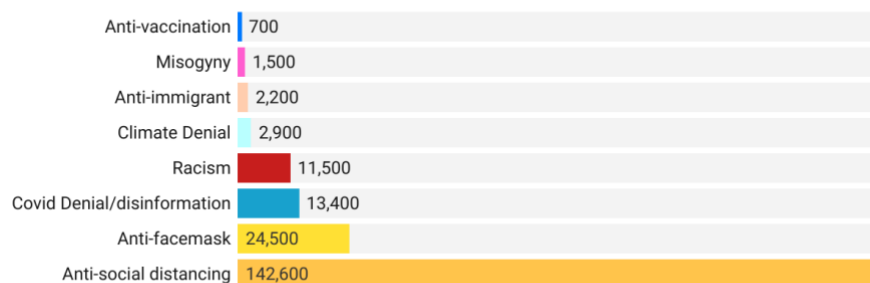 Anti-vaccination 700
Misogyny 1,500
Anti-immigrant 2,200
Climate Denial 2,900
Racism 11,500
Covid Denial/disinformation 13,400
Anti-facemask 24,500
Anti-social distancing 142,600